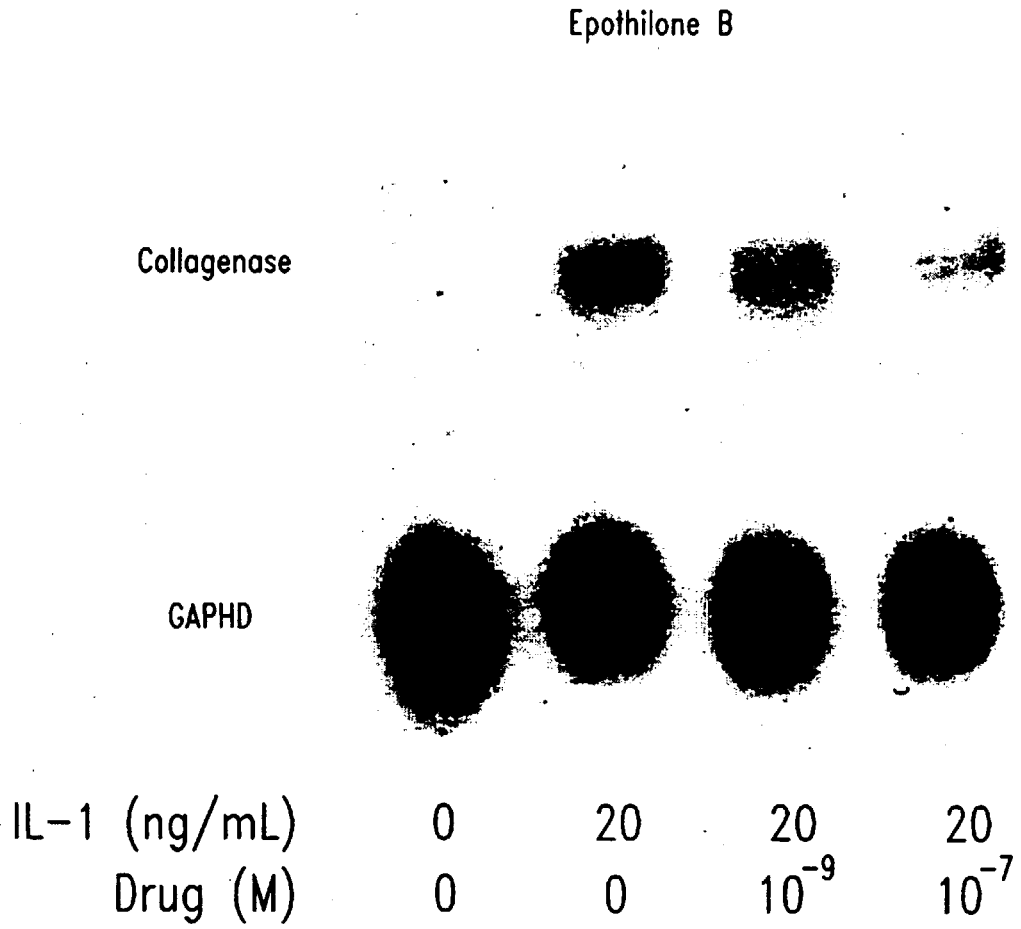 Epothilone B
Collagenase
GAPHD
IL-1 (ng/mL) 0 20 20 20
Drug (M) 0 0 10⁻⁹ 10⁻⁷